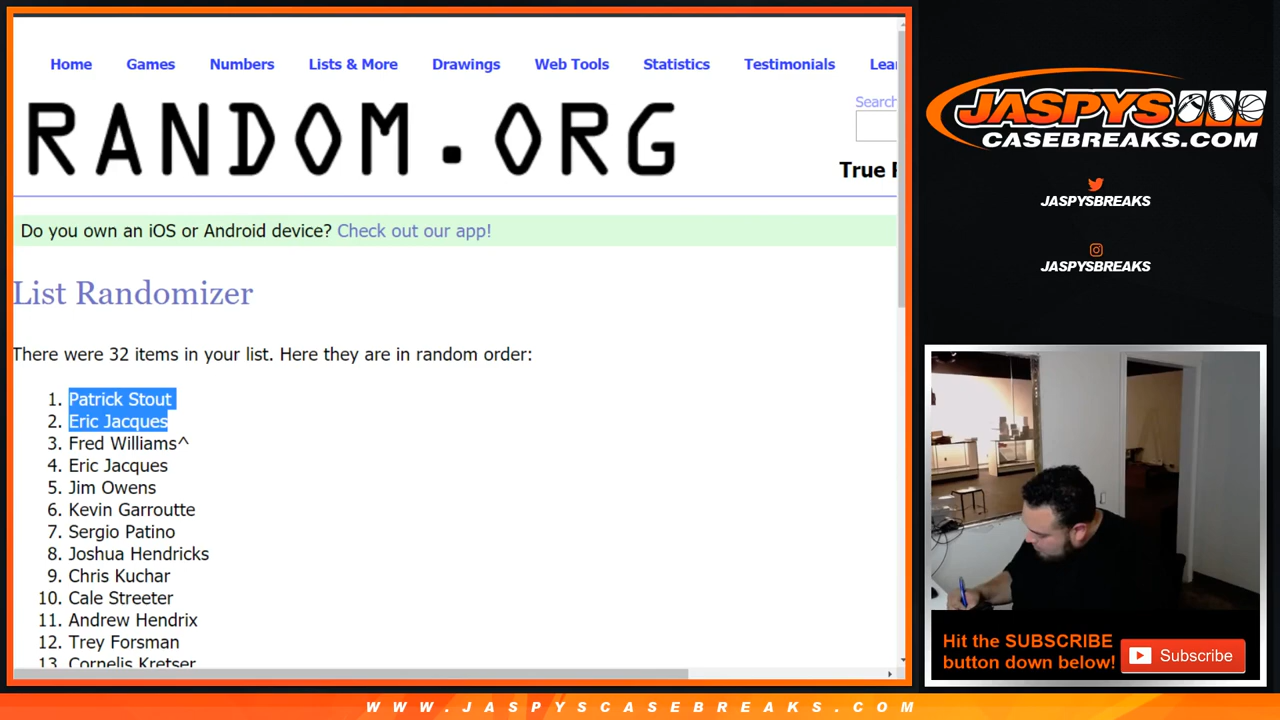 Home Games Numbers Lists & More Drawings Web Tools Statistics Testimonials Lear
RANDOM.ORG
Search
True R
Do you own an iOS or Android device? Check out our app!
List Randomizer
There were 32 items in your list. Here they are in random order:
1. Patrick Stout
2. Eric Jacques
3. Fred Williams^
4. Eric Jacques
5. Jim Owens
6. Kevin Garroutte
7. Sergio Patino
8. Joshua Hendricks
9. Chris Kuchar
10. Cale Streeter
11. Andrew Hendrix
12. Trey Forsman
13. Cornelis Kretser
JASPYS
CASEBREAKS.COM
JASPYSBREAKS
JASPYSBREAKS
Hit the SUBSCRIBE
button down below!
Subscribe
WWW.JASPYSCASEBREAKS.COM